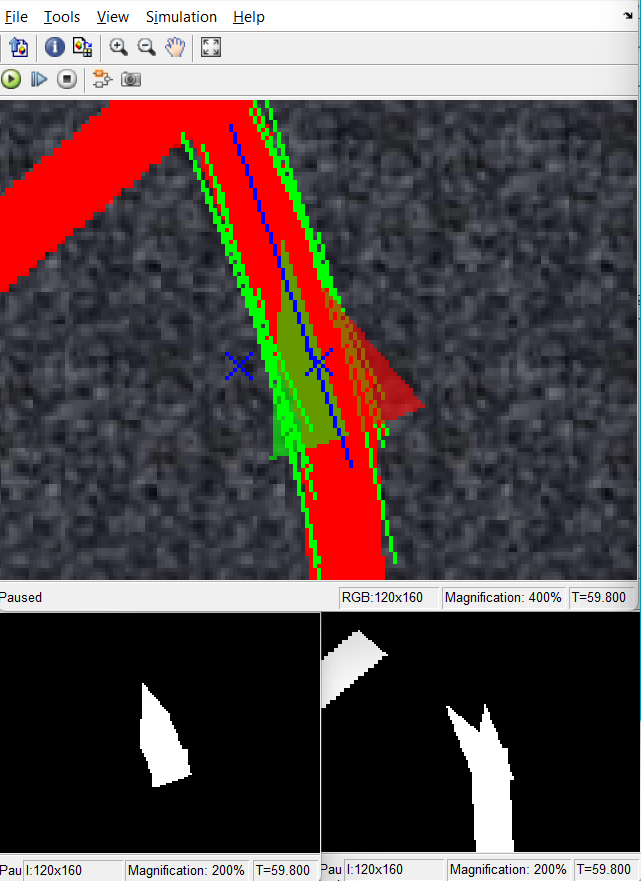 File Tools View Simulation Help
Paused RGB:120x160 Magnification: 400% T=59.800
Pau I:120x160 Magnification: 200% T=59.800
Pau I:120x160 Magnification: 200% T=59.800